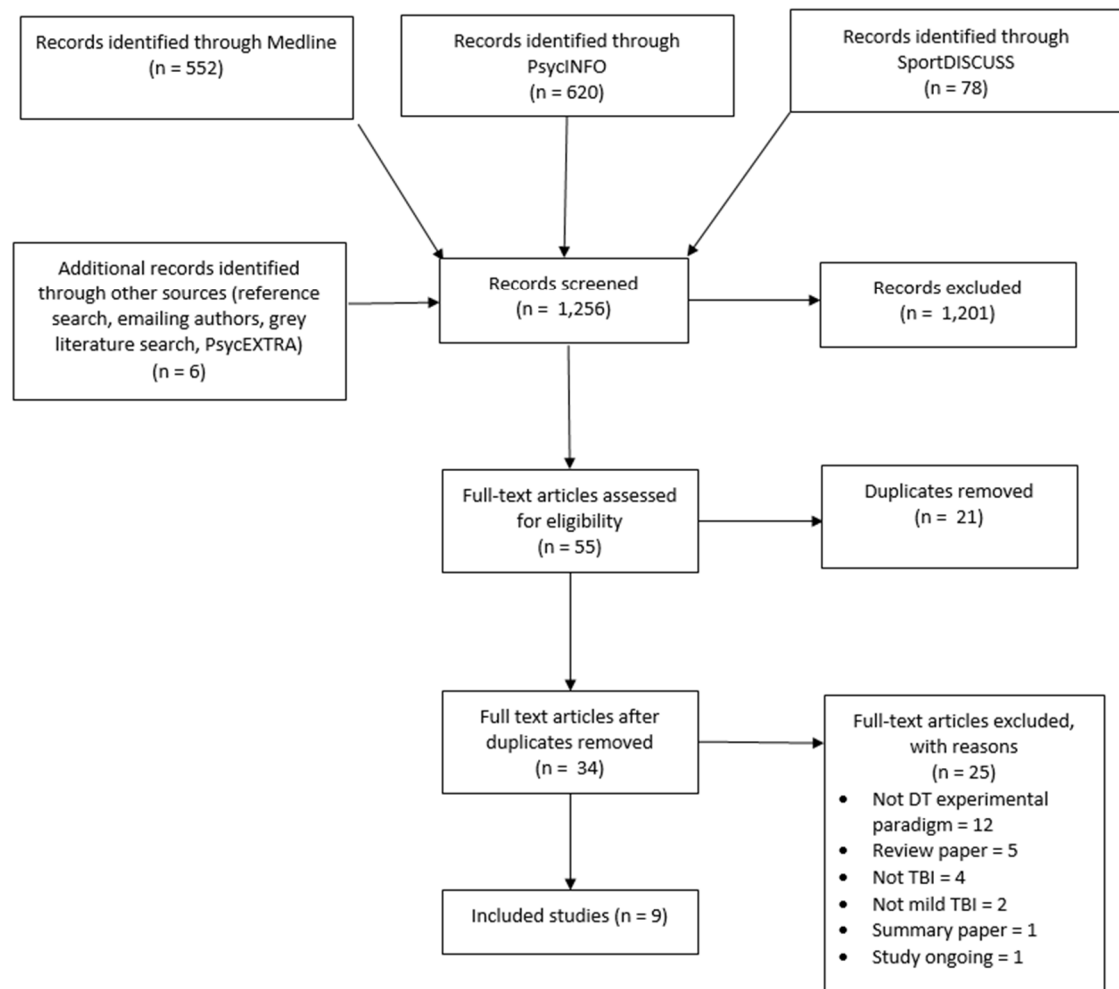 Records identified through Medline
(n = 552)
Records identified through
PsycINFO
(n = 620)
Records identified through
SportDISCUSS
(n = 78)
Additional records identified
through other sources (reference
search, emailing authors, grey
literature search, PsycEXTRA)
(n = 6)
Records screened
(n = 1,256)
Records excluded
(n = 1,201)
Full-text articles assessed
for eligibility
(n = 55)
Duplicates removed
(n = 21)
Full text articles after
duplicates removed
(n = 34)
Full-text articles excluded,
with reasons
(n = 25)
• Not DT experimental
paradigm = 12
• Review paper = 5
• Not TBI = 4
• Not mild TBI = 2
• Summary paper = 1
• Study ongoing = 1
Included studies (n = 9)